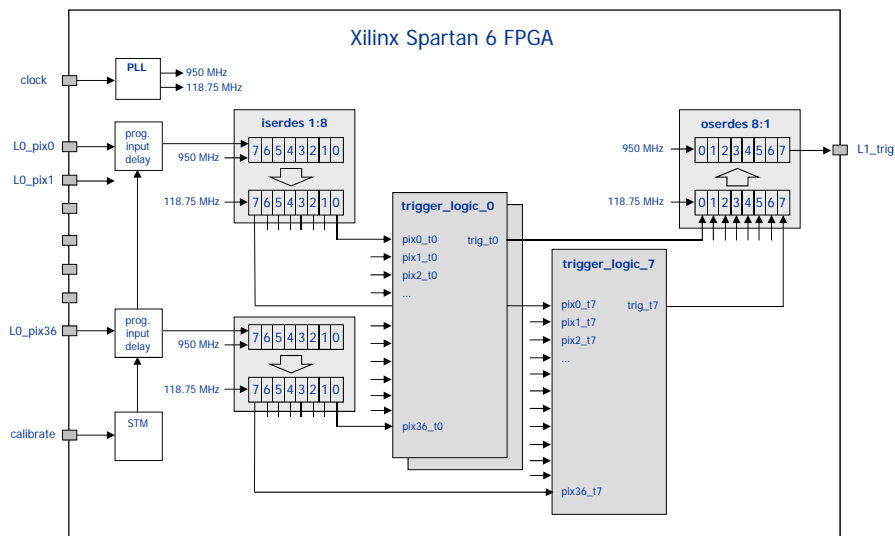 Xilinx Spartan 6 FPGA
clock
PLL
950 MHz
118.75 MHz
L0_pix0
prog.
input
delay
L0_pix1
iserdes 1:8
7 6 5 4 3 2 1 0
950 MHz
118.75 MHz
7 6 5 4 3 2 1 0
oserdes 8:1
950 MHz
0 1 2 3 4 5 6 7
L1_trig
118.75 MHz
0 1 2 3 4 5 6 7
trigger_logic_0
pix0_t0
trig_t0
pix1_t0
pix2_t0
...
pix36_t0
trigger_logic_7
pix0_t7
trig_t7
pix1_t7
pix2_t7
...
pix36_t7
L0_pix36
prog.
input
delay
7 6 5 4 3 2 1 0
950 MHz
118.75 MHz
7 6 5 4 3 2 1 0
calibrate
STM